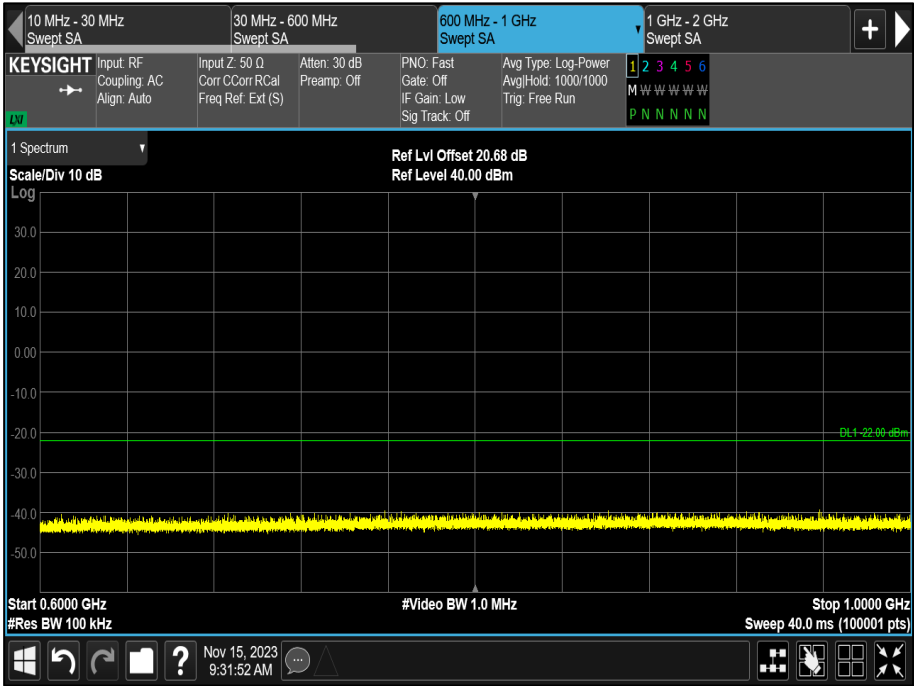 10 MHz - 30 MHz
Swept SA
30 MHz - 600 MHz
Swept SA
600 MHz - 1 GHz
Swept SA
1 GHz - 2 GHz
Swept SA
+
KEYSIGHT
LXI
Input: RF
Coupling: AC
Align: Auto
Input Z: 50 Ω
Corr CCorr RCal
Freq Ref: Ext (S)
Atten: 30 dB
Preamp: Off
PNO: Fast
Gate: Off
IF Gain: Low
Sig Track: Off
Avg Type: Log-Power
Avg|Hold: 1000/1000
Trig: Free Run
1 2 3 4 5 6
M W W W W W
P N N N N N
1 Spectrum
Scale/Div 10 dB
Ref Lvl Offset 20.68 dB
Ref Level 40.00 dBm
Log
30.0
20.0
10.0
0.00
-10.0
-20.0
DL1 -22.00 dBm
-30.0
-40.0
-50.0
Start 0.6000 GHz
#Video BW 1.0 MHz
Stop 1.0000 GHz
#Res BW 100 kHz
Sweep 40.0 ms (100001 pts)
?
Nov 15, 2023
9:31:52 AM